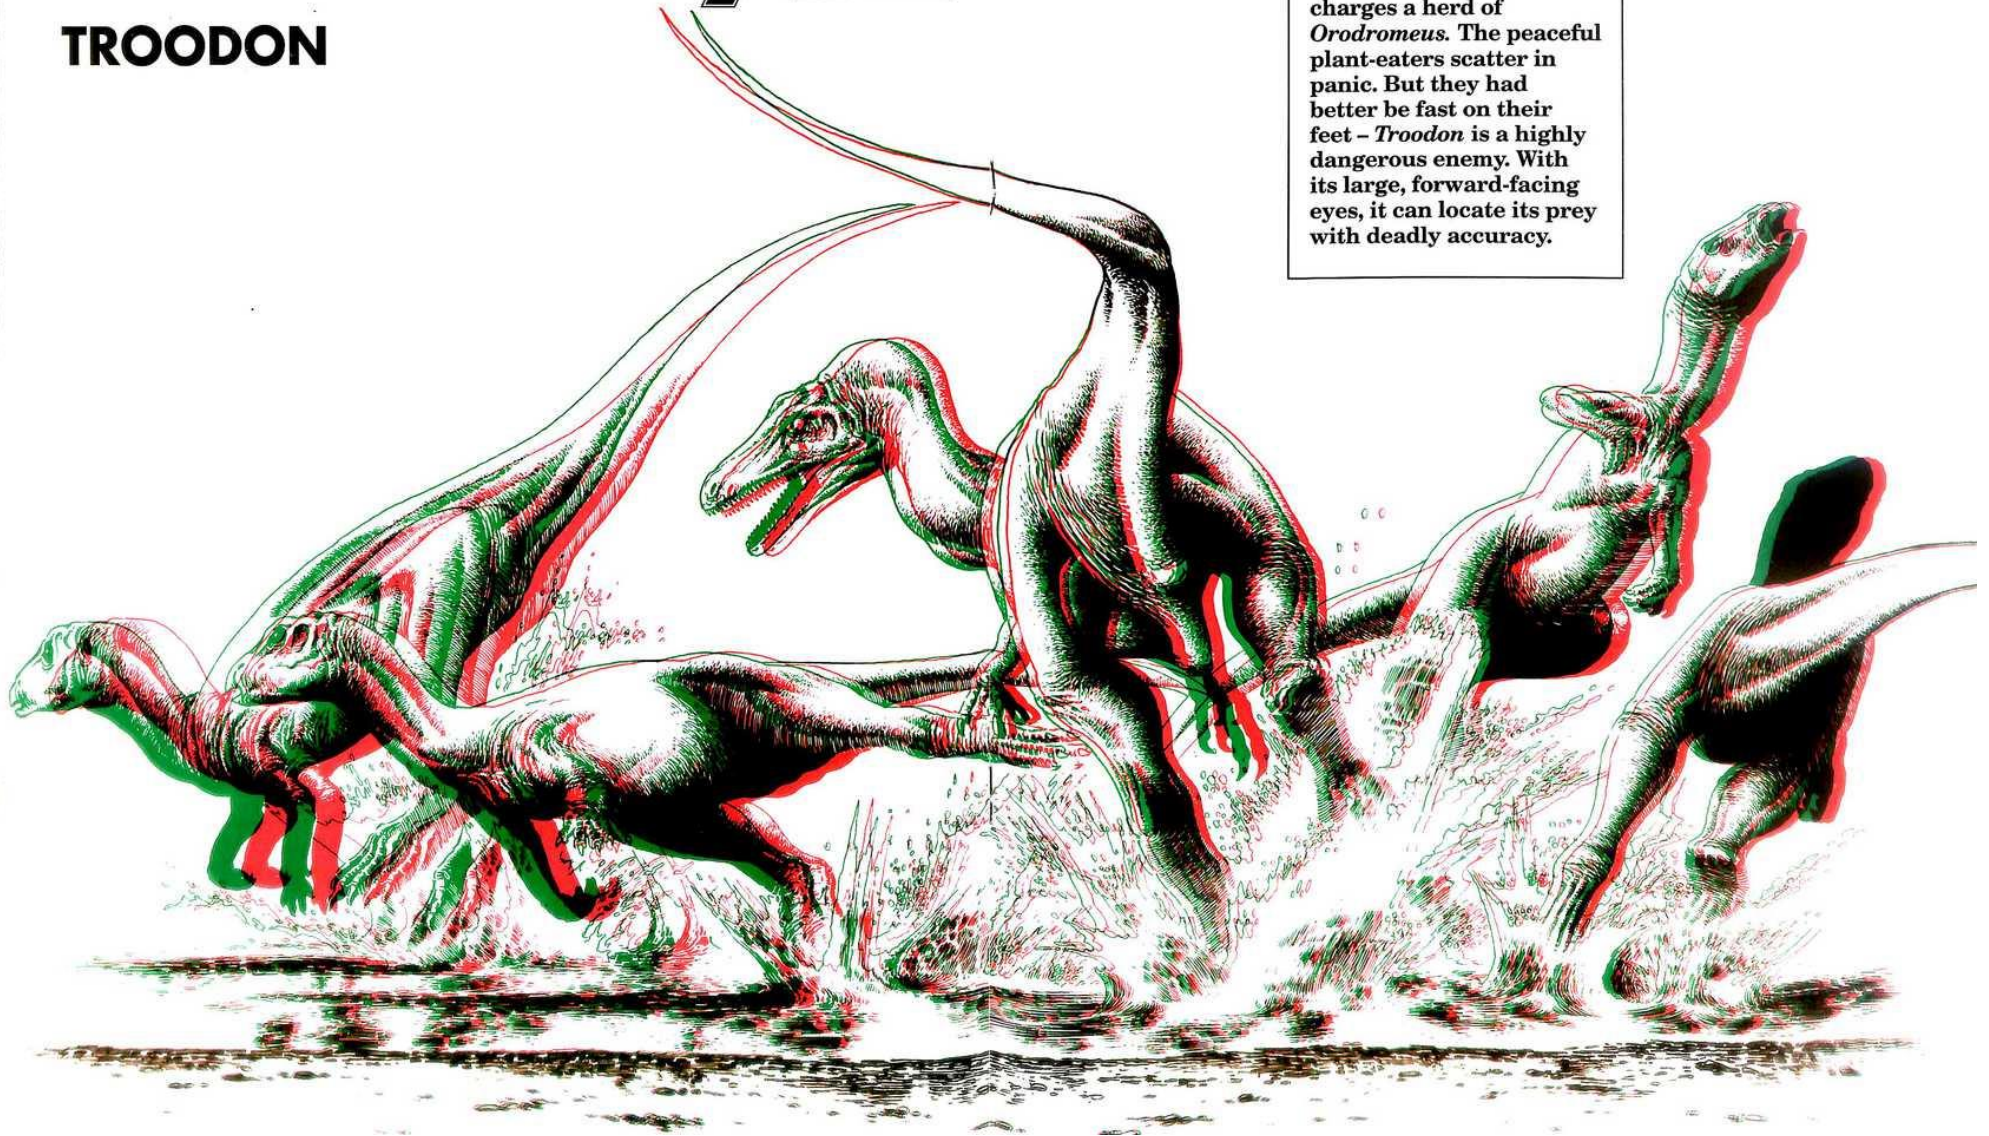 TROODON
charges a herd of
Orodromeus. The peaceful
plant-eaters scatter in
panic. But they had
better be fast on their
feet – Troodon is a highly
dangerous enemy. With
its large, forward-facing
eyes, it can locate its prey
with deadly accuracy.